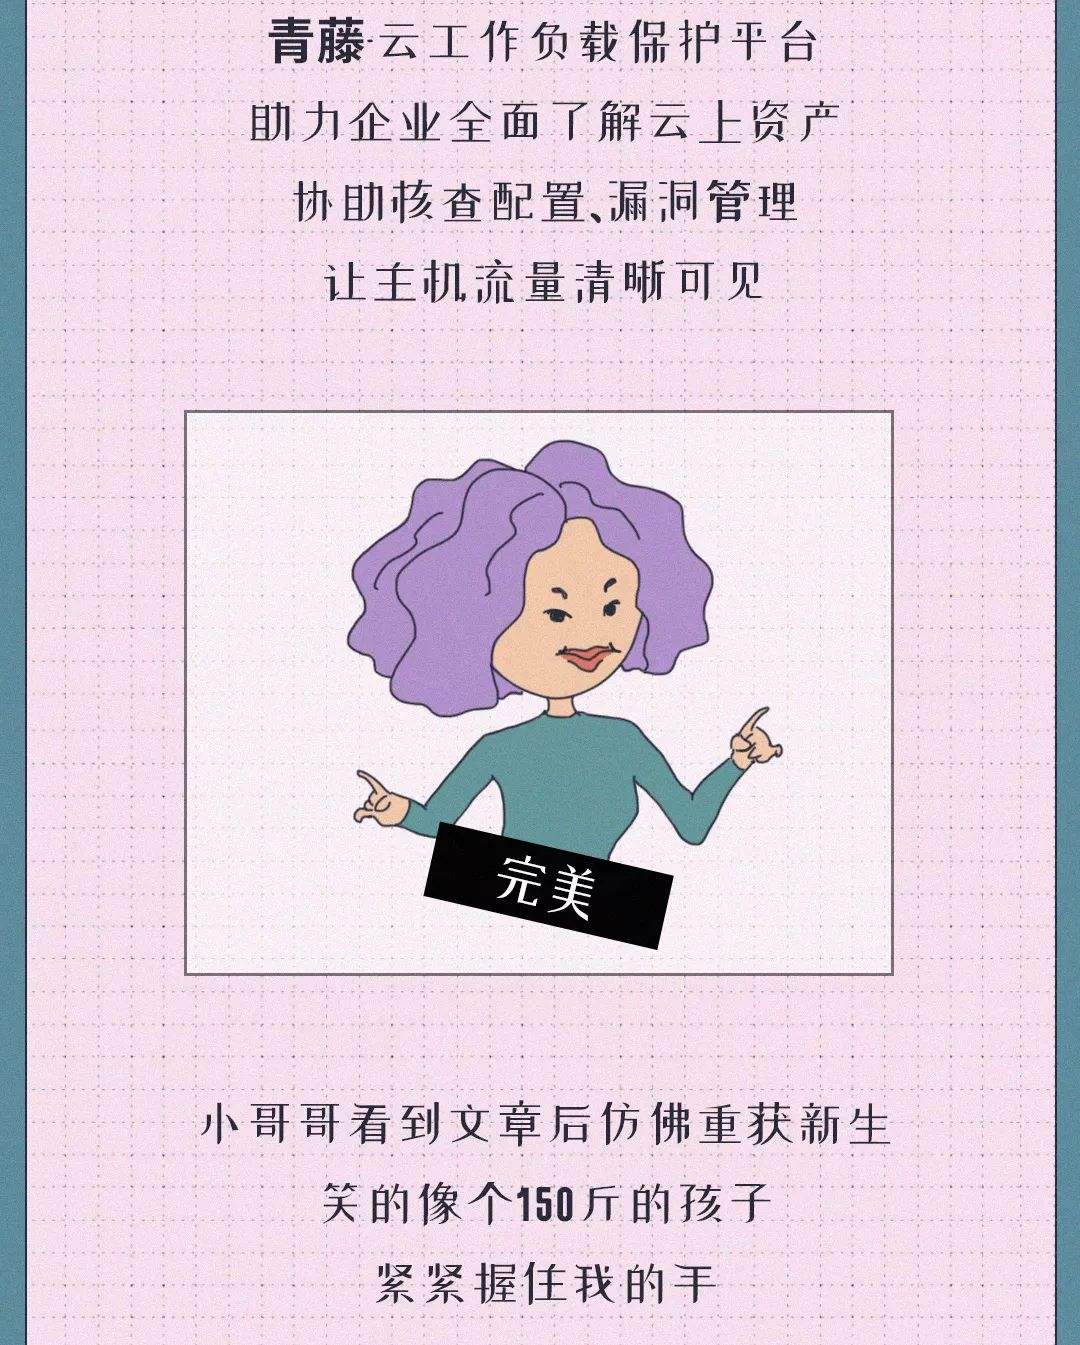 青藤·云工作负载保护平台
助力企业全面了解云上资产
协助核查配置、漏洞管理
让主机流量清晰可见
完美
小哥哥看到文章后仿佛重获新生
笑的像个150斤的孩子
紧紧握住我的手